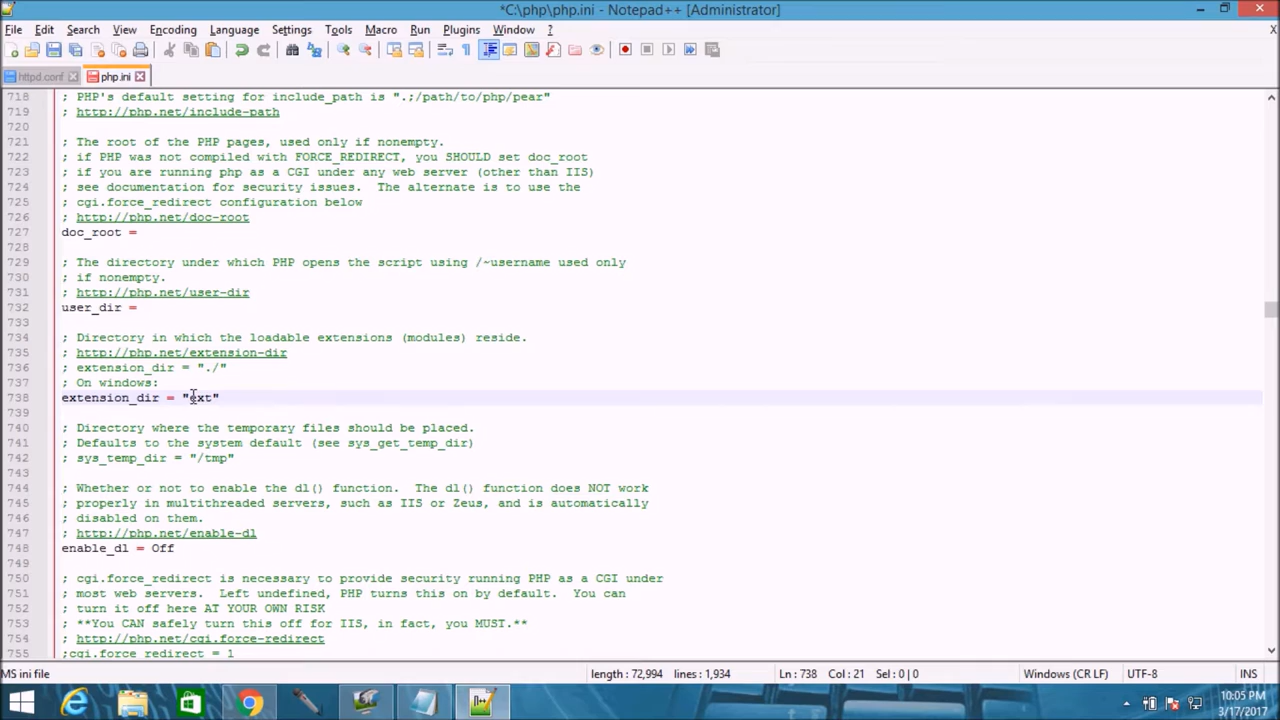 *C:\php\php.ini - Notepad++ [Administrator]
File Edit Search View Encoding Language Settings Tools Macro Run Plugins Window ? X
httpd.conf php.ini
718 ; PHP's default setting for include_path is ".;/path/to/php/pear"
719 ; http://php.net/include-path
720
721 ; The root of the PHP pages, used only if nonempty.
722 ; if PHP was not compiled with FORCE_REDIRECT, you SHOULD set doc_root
723 ; if you are running php as a CGI under any web server (other than IIS)
724 ; see documentation for security issues.  The alternate is to use the
725 ; cgi.force_redirect configuration below
726 ; http://php.net/doc-root
727 doc_root =
728
729 ; The directory under which PHP opens the script using /~username used only
730 ; if nonempty.
731 ; http://php.net/user-dir
732 user_dir =
733
734 ; Directory in which the loadable extensions (modules) reside.
735 ; http://php.net/extension-dir
736 ; extension_dir = "./"
737 ; On windows:
738 extension_dir = "ext"
739
740 ; Directory where the temporary files should be placed.
741 ; Defaults to the system default (see sys_get_temp_dir)
742 ; sys_temp_dir = "/tmp"
743
744 ; Whether or not to enable the dl() function.  The dl() function does NOT work
745 ; properly in multithreaded servers, such as IIS or Zeus, and is automatically
746 ; disabled on them.
747 ; http://php.net/enable-dl
748 enable_dl = Off
749
750 ; cgi.force_redirect is necessary to provide security running PHP as a CGI under
751 ; most web servers.  Left undefined, PHP turns this on by default.  You can
752 ; turn it off here AT YOUR OWN RISK
753 ; **You CAN safely turn this off for IIS, in fact, you MUST.**
754 ; http://php.net/cgi.force-redirect
755 ;cgi.force_redirect = 1
MS ini file length : 72,994 lines : 1,934 Ln : 738 Col : 21 Sel : 0 | 0 Windows (CR LF) UTF-8 INS
10:05 PM
3/17/2017